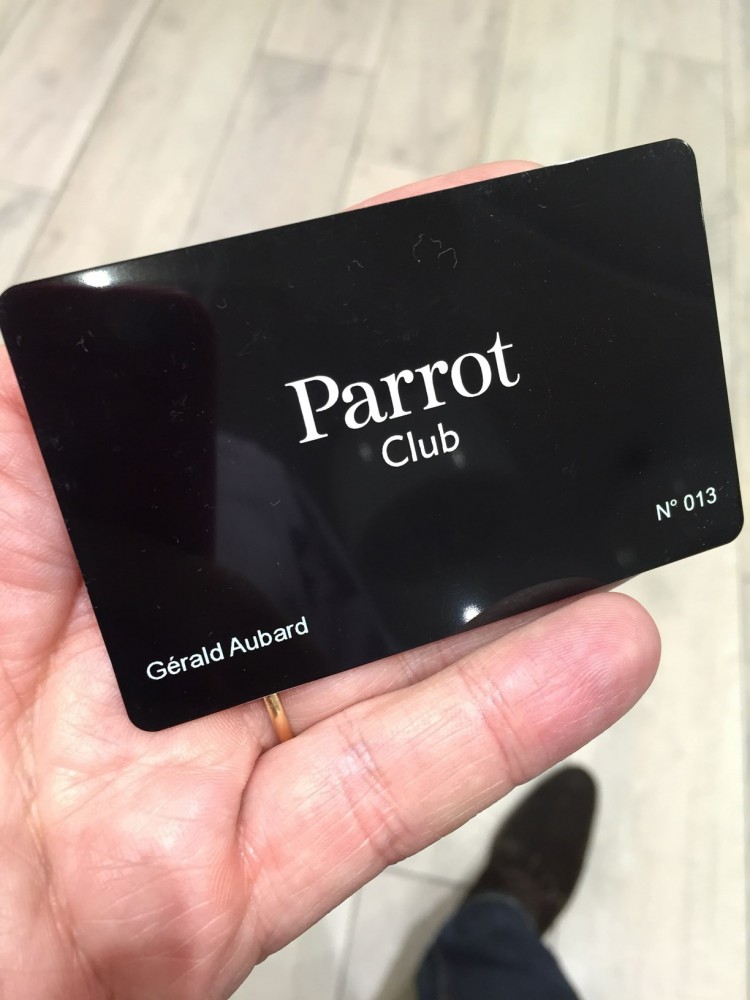 Parrot
Club
N° 013
Gérald Aubard